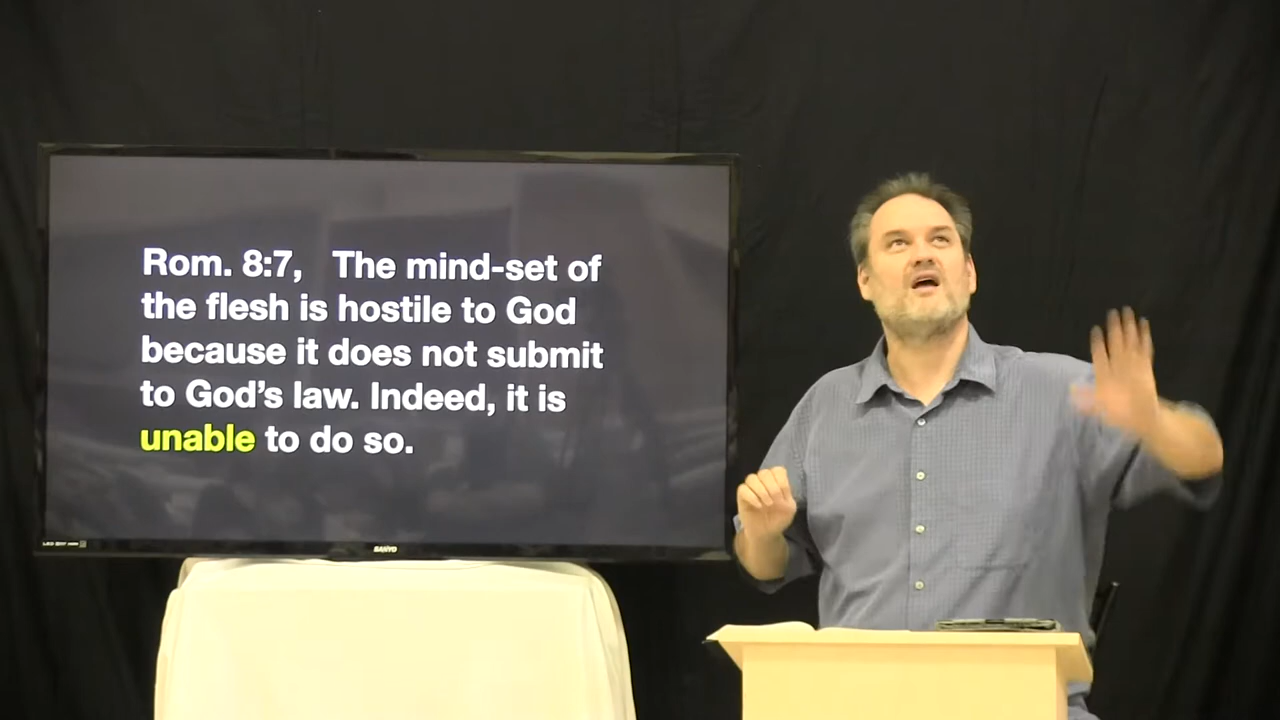 Rom. 8:7, The mind-set of
the flesh is hostile to God
because it does not submit
to God’s law. Indeed, it is
unable to do so.
SANYO